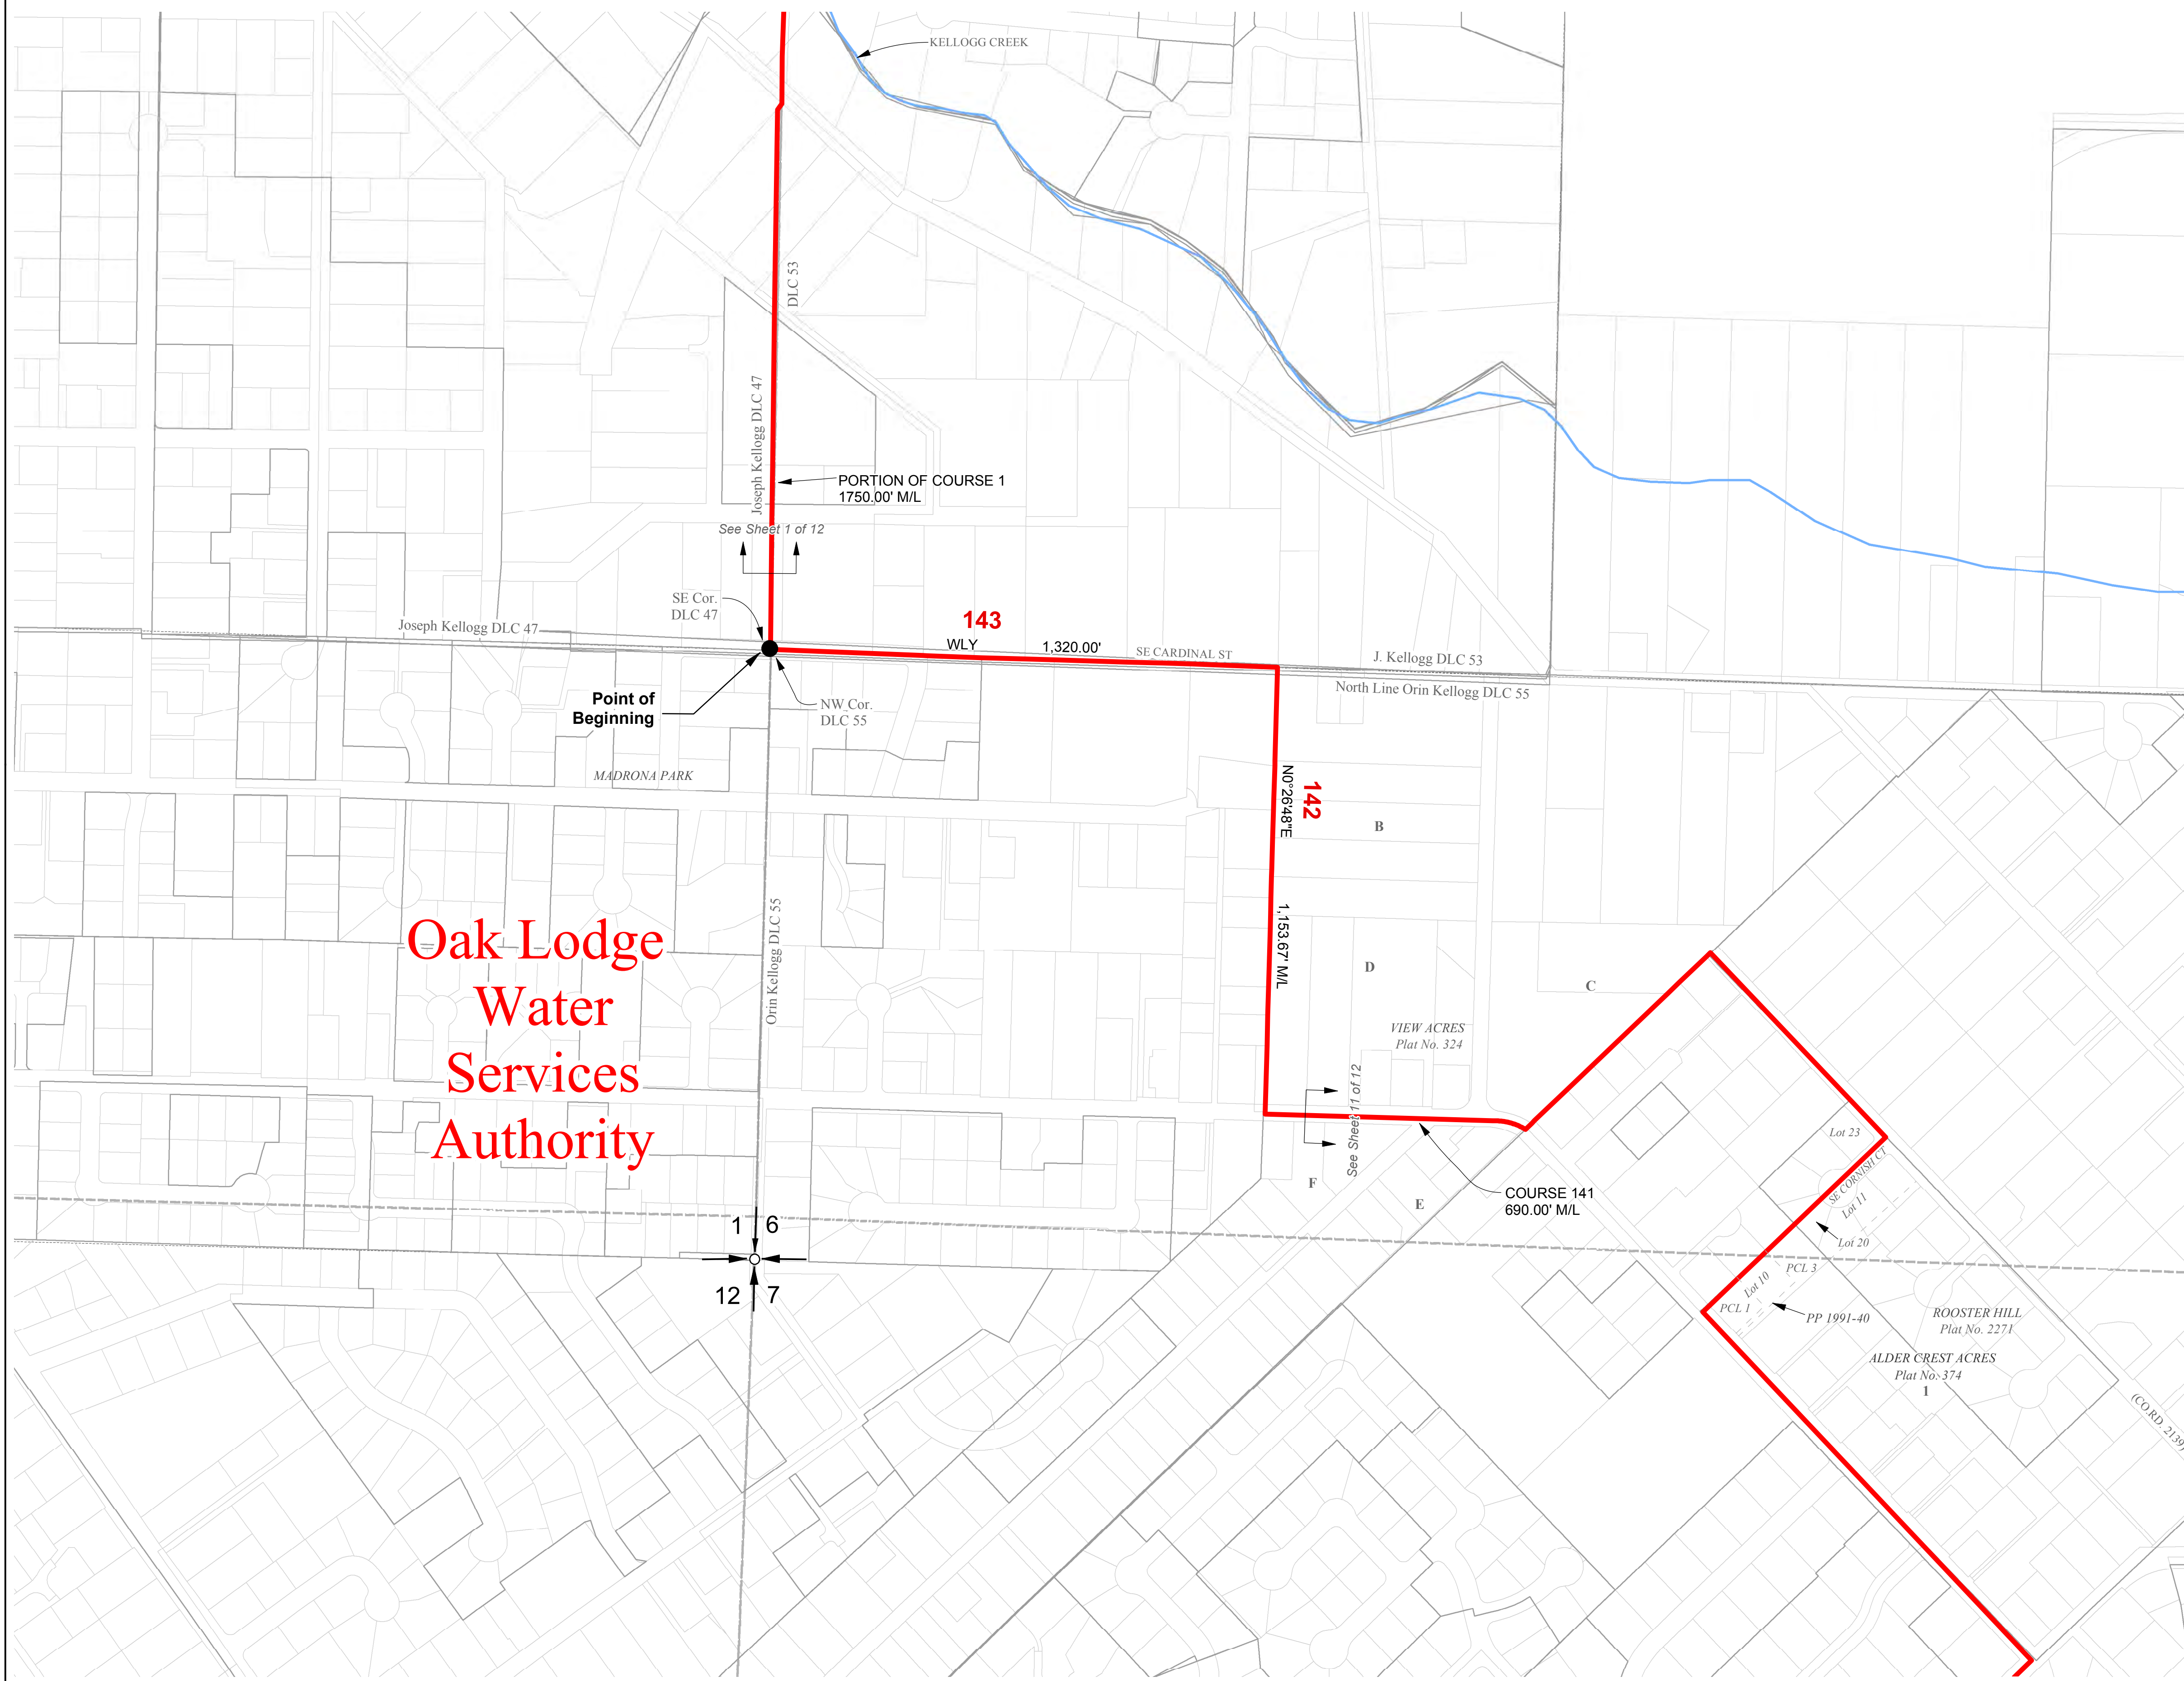 KELLOGG CREEK
DLC 53
Joseph Kellogg DLC 47
PORTION OF COURSE 1
1750.00' M/L
See Sheet 1 of 12
SE Cor.
DLC 47
Joseph Kellogg DLC 47
143
WLY 1,320.00'
SE CARDINAL ST
J. Kellogg DLC 53
North Line Orin Kellogg DLC 55
Point of
Beginning
NW Cor.
DLC 55
MADRONA PARK
142
N0°26'48"E
1,153.67' M/L
B
D
C
VIEW ACRES
Plat No. 324
Orin Kellogg DLC 55
Oak Lodge
Water
Services
Authority
See Sheet 11 of 12
F
E
COURSE 141
690.00' M/L
Lot 23
SE CORNISH CT
Lot 11
Lot 20
PCL 3
Lot 10
PCL 1
PP 1991-40
ROOSTER HILL
Plat No. 2271
ALDER CREST ACRES
Plat No. 374
1
(CO.RD. 2139)
1 6
12 7